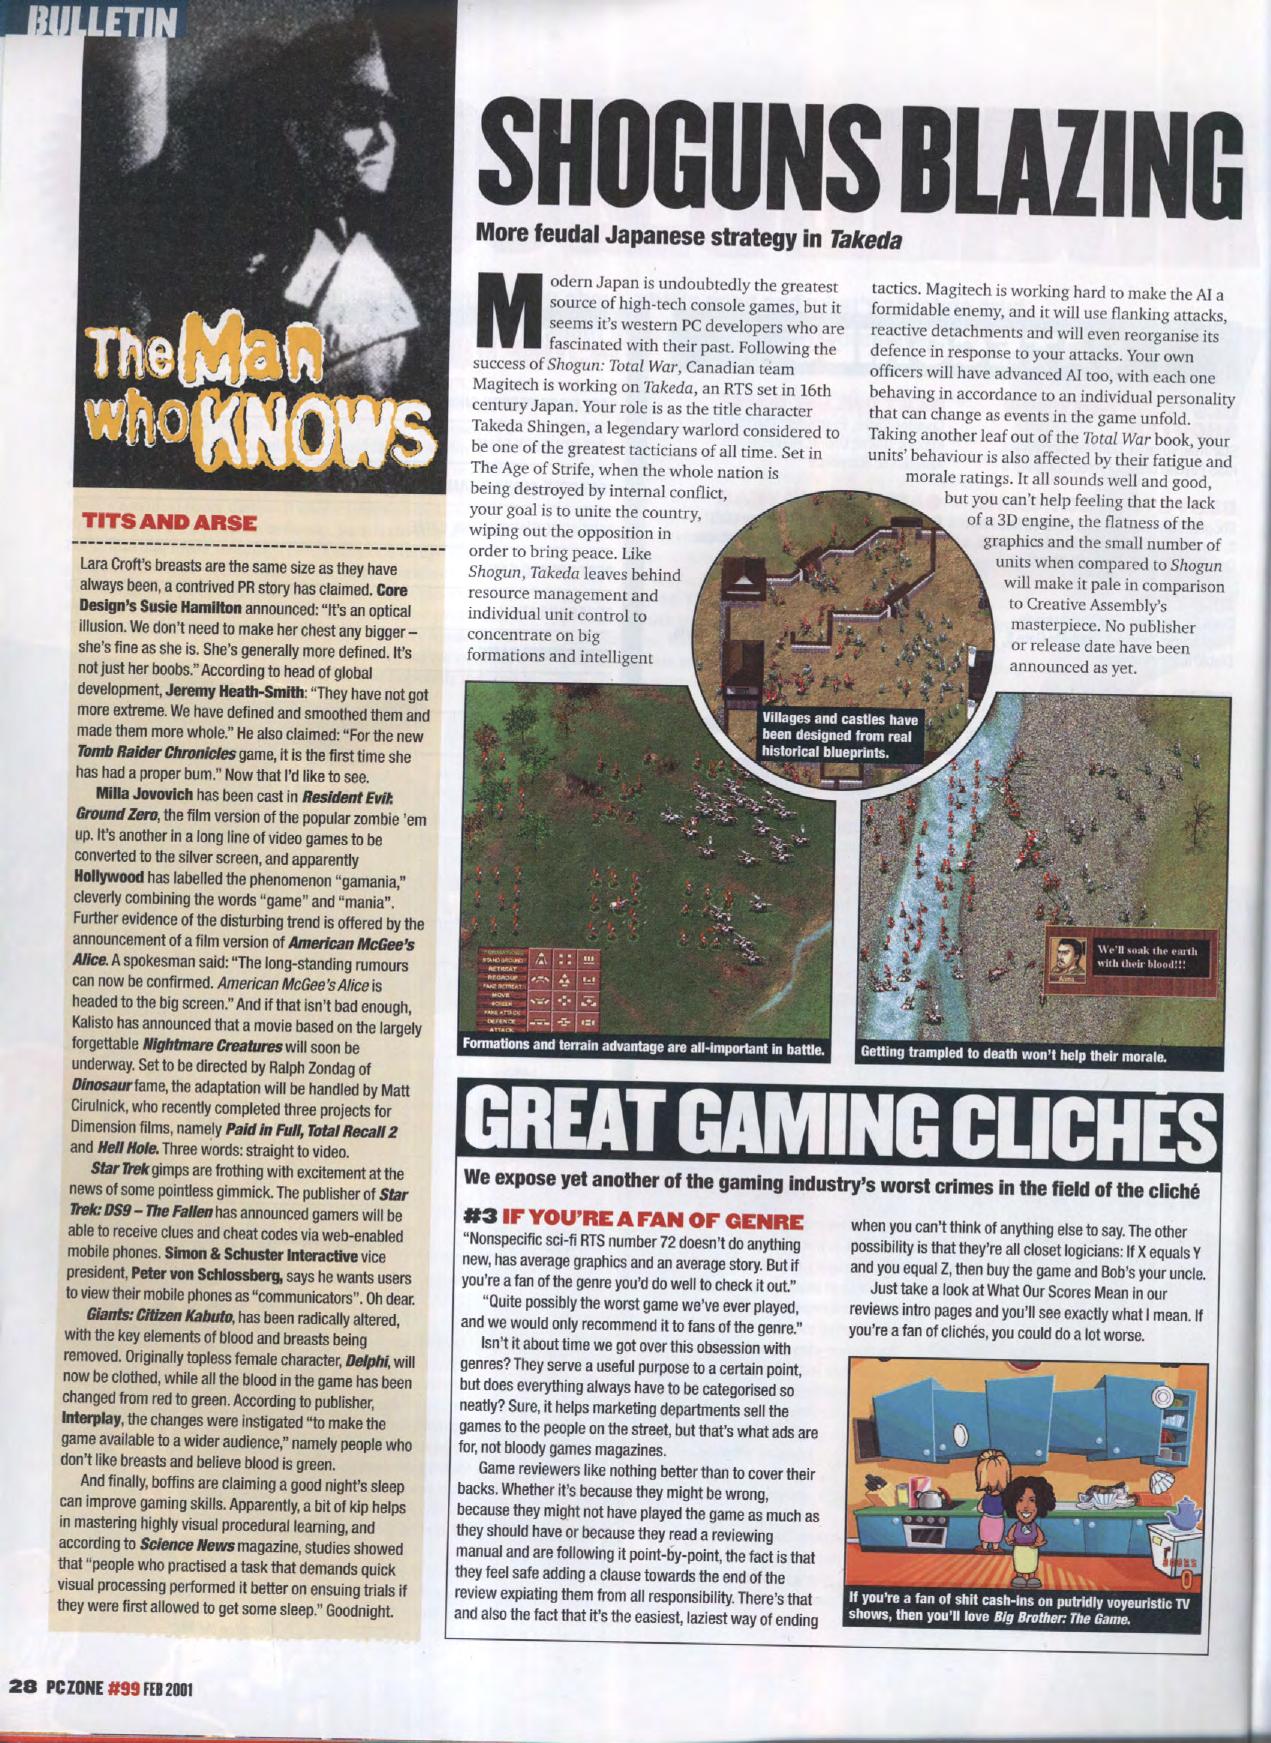 BULLETIN
The Man
who KNOWS
TITS AND ARSE
Lara Croft's breasts are the same size as they have
always been, a contrived PR story has claimed. Core
Design's Susie Hamilton announced: "It's an optical
illusion. We don't need to make her chest any bigger –
she's fine as she is. She's generally more defined. It's
not just her boobs." According to head of global
development, Jeremy Heath-Smith: "They have not got
more extreme. We have defined and smoothed them and
made them more whole." He also claimed: "For the new
Tomb Raider Chronicles game, it is the first time she
has had a proper bum." Now that I'd like to see.
Milla Jovovich has been cast in Resident Evil:
Ground Zero, the film version of the popular zombie 'em
up. It's another in a long line of video games to be
converted to the silver screen, and apparently
Hollywood has labelled the phenomenon "gamania,"
cleverly combining the words "game" and "mania".
Further evidence of the disturbing trend is offered by the
announcement of a film version of American McGee's
Alice. A spokesman said: "The long-standing rumours
can now be confirmed. American McGee's Alice is
headed to the big screen." And if that isn't bad enough,
Kalisto has announced that a movie based on the largely
forgettable Nightmare Creatures will soon be
underway. Set to be directed by Ralph Zondag of
Dinosaur fame, the adaptation will be handled by Matt
Cirulnick, who recently completed three projects for
Dimension films, namely Paid in Full, Total Recall 2
and Hell Hole. Three words: straight to video.
Star Trek gimps are frothing with excitement at the
news of some pointless gimmick. The publisher of Star
Trek: DS9 – The Fallen has announced gamers will be
able to receive clues and cheat codes via web-enabled
mobile phones. Simon & Schuster Interactive vice
president, Peter von Schlossberg, says he wants users
to view their mobile phones as "communicators". Oh dear.
Giants: Citizen Kabuto, has been radically altered,
with the key elements of blood and breasts being
removed. Originally topless female character, Delphi, will
now be clothed, while all the blood in the game has been
changed from red to green. According to publisher,
Interplay, the changes were instigated "to make the
game available to a wider audience," namely people who
don't like breasts and believe blood is green.
And finally, boffins are claiming a good night's sleep
can improve gaming skills. Apparently, a bit of kip helps
in mastering highly visual procedural learning, and
according to Science News magazine, studies showed
that "people who practised a task that demands quick
visual processing performed it better on ensuing trials if
they were first allowed to get some sleep." Goodnight.
SHOGUNS BLAZING
More feudal Japanese strategy in Takeda
Modern Japan is undoubtedly the greatest
source of high-tech console games, but it
seems it's western PC developers who are
fascinated with their past. Following the
success of Shogun: Total War, Canadian team
Magitech is working on Takeda, an RTS set in 16th
century Japan. Your role is as the title character
Takeda Shingen, a legendary warlord considered to
be one of the greatest tacticians of all time. Set in
The Age of Strife, when the whole nation is
being destroyed by internal conflict,
your goal is to unite the country,
wiping out the opposition in
order to bring peace. Like
Shogun, Takeda leaves behind
resource management and
individual unit control to
concentrate on big
formations and intelligent
tactics. Magitech is working hard to make the AI a
formidable enemy, and it will use flanking attacks,
reactive detachments and will even reorganise its
defence in response to your attacks. Your own
officers will have advanced AI too, with each one
behaving in accordance to an individual personality
that can change as events in the game unfold.
Taking another leaf out of the Total War book, your
units' behaviour is also affected by their fatigue and
morale ratings. It all sounds well and good,
but you can't help feeling that the lack
of a 3D engine, the flatness of the
graphics and the small number of
units when compared to Shogun
will make it pale in comparison
to Creative Assembly's
masterpiece. No publisher
or release date have been
announced as yet.
Villages and castles have
been designed from real
historical blueprints.
STAND GROUND
RETREAT
REGROUP
FAKE RETREAT
MOVE
SCREEN
FAKE ATTACK
DEFENCE
ATTACK
Formations and terrain advantage are all-important in battle.
We'll soak the earth
with their blood!!!
Getting trampled to death won't help their morale.
GREAT GAMING CLICHÉS
We expose yet another of the gaming industry's worst crimes in the field of the cliché
#3 IF YOU'RE A FAN OF GENRE
"Nonspecific sci-fi RTS number 72 doesn't do anything
new, has average graphics and an average story. But if
you're a fan of the genre you'd do well to check it out."
"Quite possibly the worst game we've ever played,
and we would only recommend it to fans of the genre."
Isn't it about time we got over this obsession with
genres? They serve a useful purpose to a certain point,
but does everything always have to be categorised so
neatly? Sure, it helps marketing departments sell the
games to the people on the street, but that's what ads are
for, not bloody games magazines.
Game reviewers like nothing better than to cover their
backs. Whether it's because they might be wrong,
because they might not have played the game as much as
they should have or because they read a reviewing
manual and are following it point-by-point, the fact is that
they feel safe adding a clause towards the end of the
review expiating them from all responsibility. There's that
and also the fact that it's the easiest, laziest way of ending
when you can't think of anything else to say. The other
possibility is that they're all closet logicians: If X equals Y
and you equal Z, then buy the game and Bob's your uncle.
Just take a look at What Our Scores Mean in our
reviews intro pages and you'll see exactly what I mean. If
you're a fan of clichés, you could do a lot worse.
0
If you're a fan of shit cash-ins on putridly voyeuristic TV
shows, then you'll love Big Brother: The Game.
28 PC ZONE #99 FEB 2001